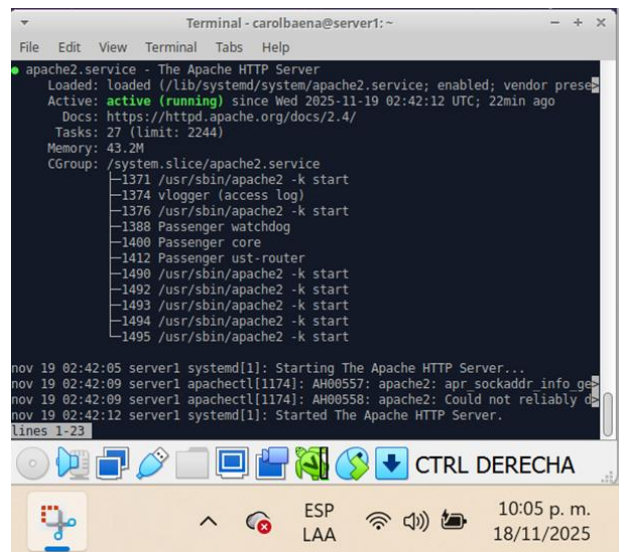 Terminal - carolbaena@server1: ~
File Edit View Terminal Tabs Help
● apache2.service - The Apache HTTP Server
Loaded: loaded (/lib/systemd/system/apache2.service; enabled; vendor prese>
Active: active (running) since Wed 2025-11-19 02:42:12 UTC; 22min ago
Docs: https://httpd.apache.org/docs/2.4/
Tasks: 27 (limit: 2244)
Memory: 43.2M
CGroup: /system.slice/apache2.service
├─1371 /usr/sbin/apache2 -k start
├─1374 vlogger (access log)
├─1376 /usr/sbin/apache2 -k start
├─1388 Passenger watchdog
├─1400 Passenger core
├─1412 Passenger ust-router
├─1490 /usr/sbin/apache2 -k start
├─1492 /usr/sbin/apache2 -k start
├─1493 /usr/sbin/apache2 -k start
├─1494 /usr/sbin/apache2 -k start
└─1495 /usr/sbin/apache2 -k start
nov 19 02:42:05 server1 systemd[1]: Starting The Apache HTTP Server...
nov 19 02:42:09 server1 apachectl[1174]: AH00557: apache2: apr_sockaddr_info_ge>
nov 19 02:42:09 server1 apachectl[1174]: AH00558: apache2: Could not reliably d>
nov 19 02:42:12 server1 systemd[1]: Started The Apache HTTP Server.
lines 1-23
CTRL DERECHA
ESP
LAA
10:05 p. m.
18/11/2025